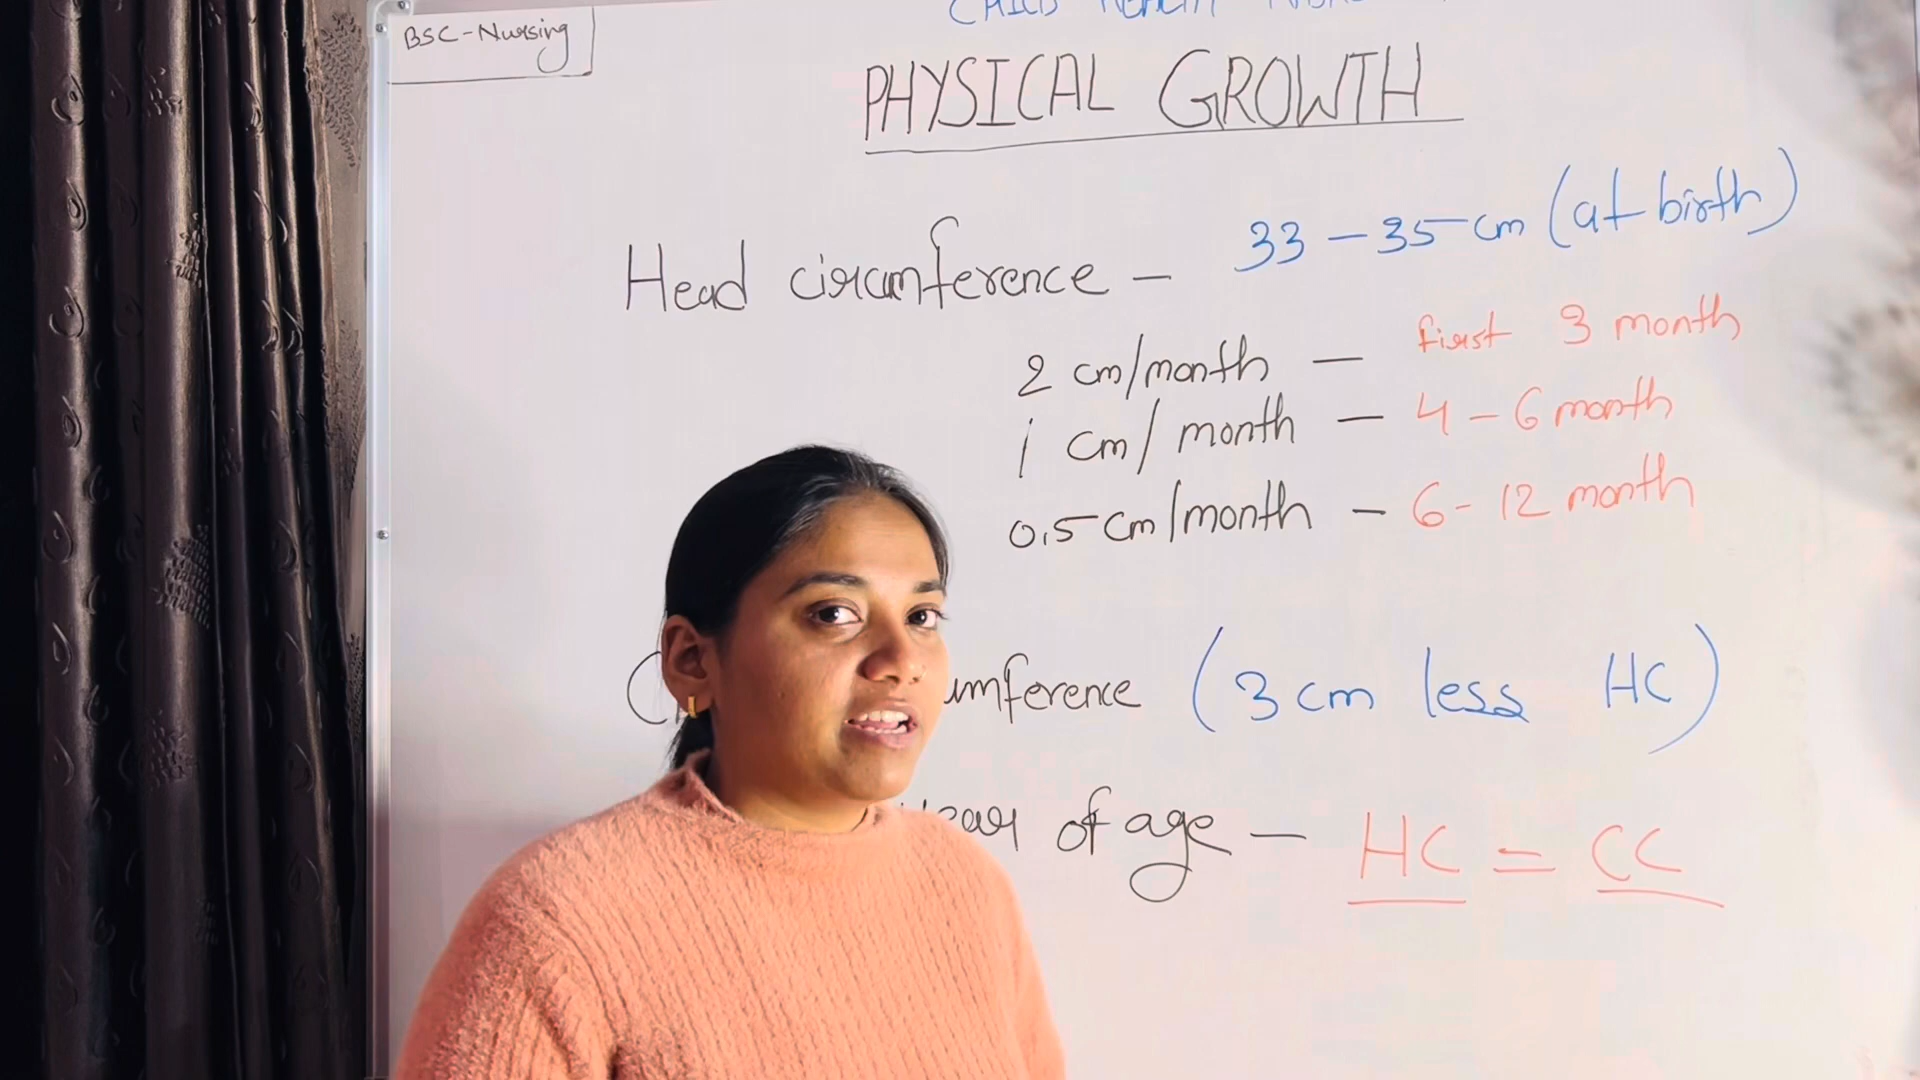 BSC-Nursing
CHILD HEALTH
PHYSICAL GROWTH
Head circumference - 33-35 cm (at birth)
2 cm/month - first 3 month
1 cm/month - 4-6 month
0.5 cm/month - 6-12 month
umference (3 cm less HC)
of age - HC = CC